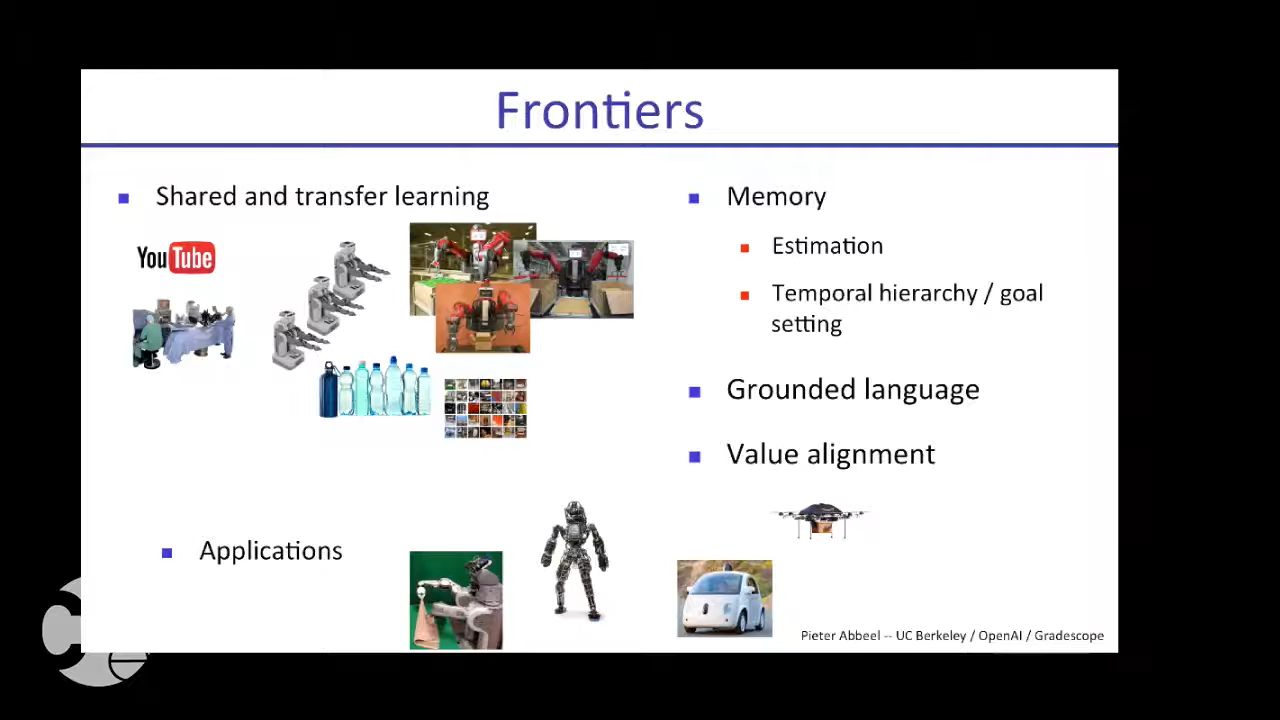 Frontiers
Shared and transfer learning
YouTube
Applications
Memory
Estimation
Temporal hierarchy / goal
setting
Grounded language
Value alignment
Pieter Abbeel -- UC Berkeley / OpenAI / Gradescope